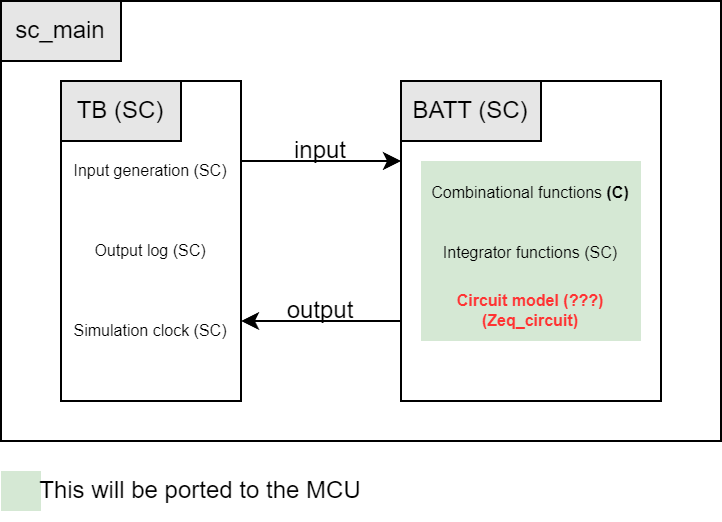 sc_main
TB (SC)
Input generation (SC)
Output log (SC)
Simulation clock (SC)
input
output
BATT (SC)
Combinational functions (C)
Integrator functions (SC)
Circuit model (???)
(Zeq_circuit)
This will be ported to the MCU